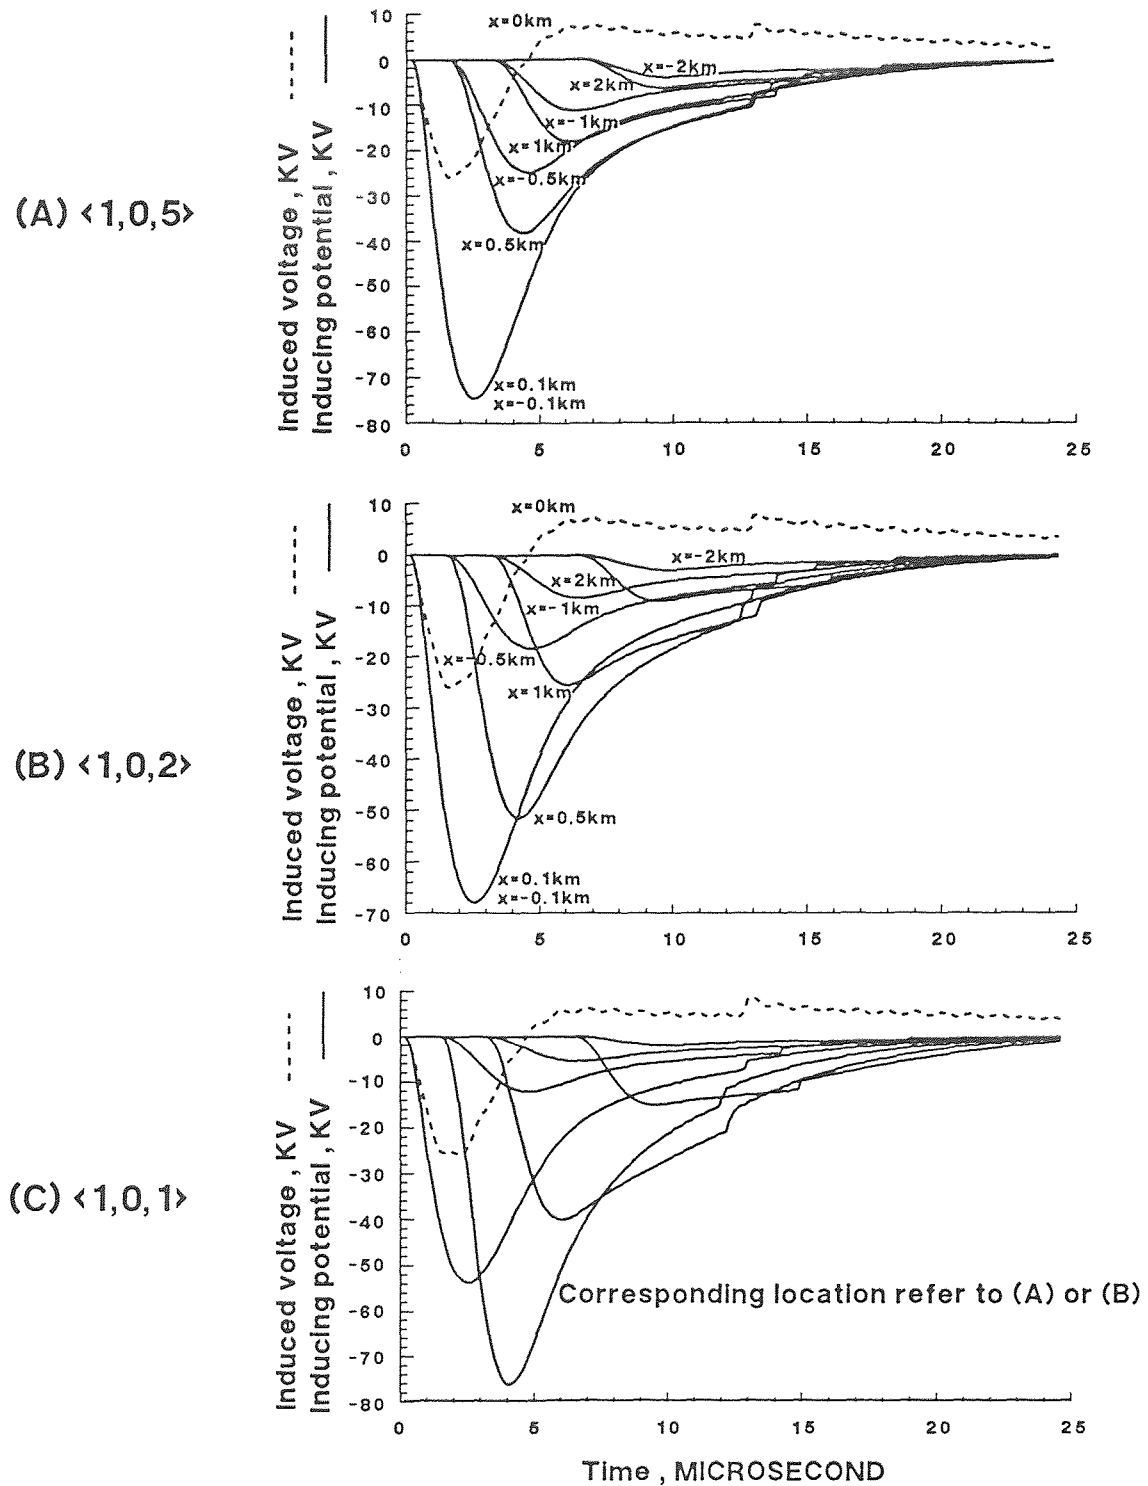 (A) <1,0,5>
Induced voltage , KV
Inducing potential , KV
10
0
-10
-20
-30
-40
-50
-60
-70
-80
x=0km
x=-2km
x=2km
x=-1km
x=1km
x=-0.5km
x=0.5km
x=0.1km
x=-0.1km
0 5 10 15 20 25
(B) <1,0,2>
Induced voltage , KV
Inducing potential , KV
10
0
-10
-20
-30
-40
-50
-60
-70
x=0km
x=-2km
x=2km
x=-1km
x=-0.5km
x=1km
x=0.5km
x=0.1km
x=-0.1km
0 5 10 15 20 25
(C) <1,0,1>
Induced voltage , KV
Inducing potential , KV
10
0
-10
-20
-30
-40
-50
-60
-70
-80
Corresponding location refer to (A) or (B)
0 5 10 15 20 25
Time , MICROSECOND